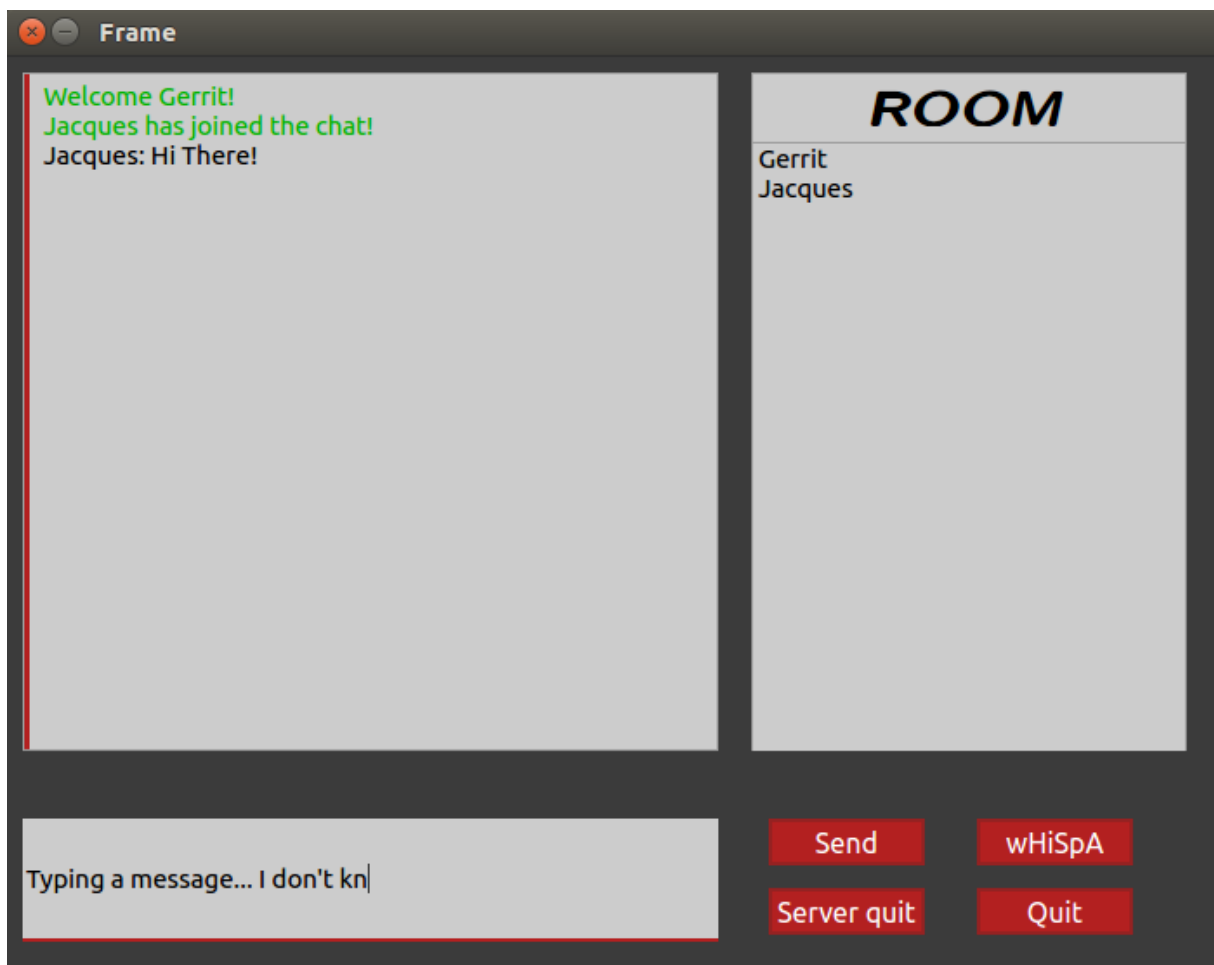 Frame
Welcome Gerrit!
Jacques has joined the chat!
Jacques: Hi There!
ROOM
Gerrit
Jacques
Typing a message... I don't kn
Send
wHiSpA
Server quit
Quit